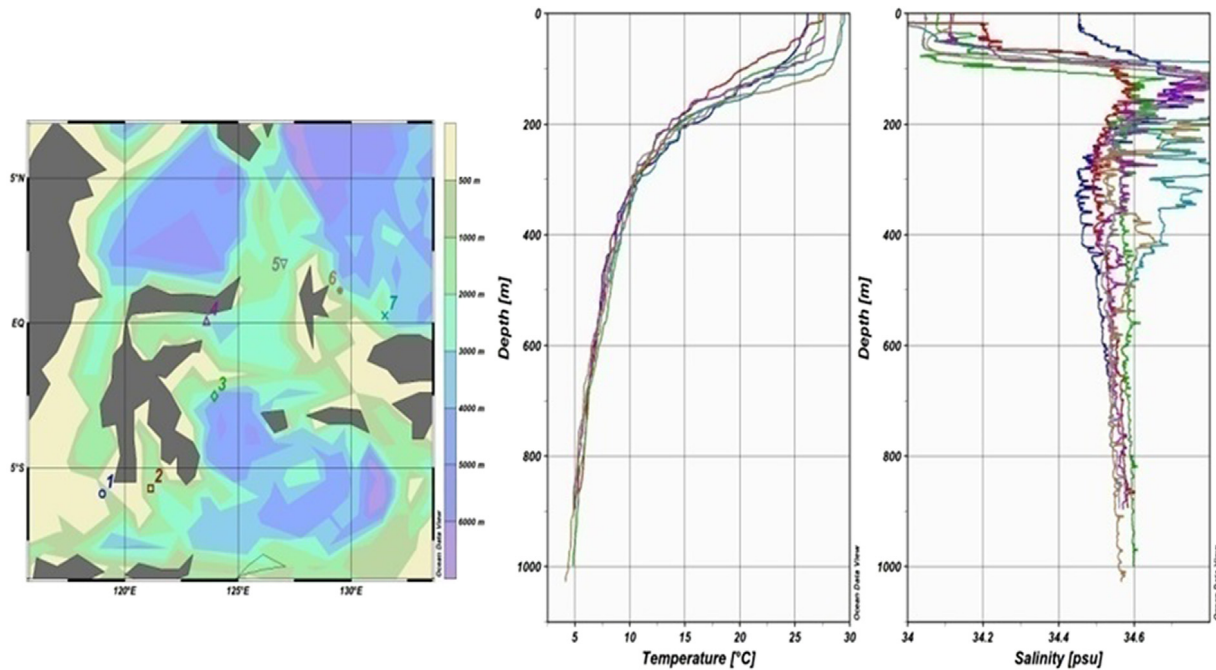 5°N
EQ
5°S
120°E
125°E
130°E
1
2
3
4
5
6
7
500 m
1000 m
2000 m
3000 m
4000 m
5000 m
6000 m
Ocean Data View
0
200
400
600
800
1000
Depth [m]
5
10
15
20
25
30
Temperature [°C]
Ocean Data View
0
200
400
600
800
1000
Depth [m]
34
34.2
34.4
34.6
Salinity [psu]